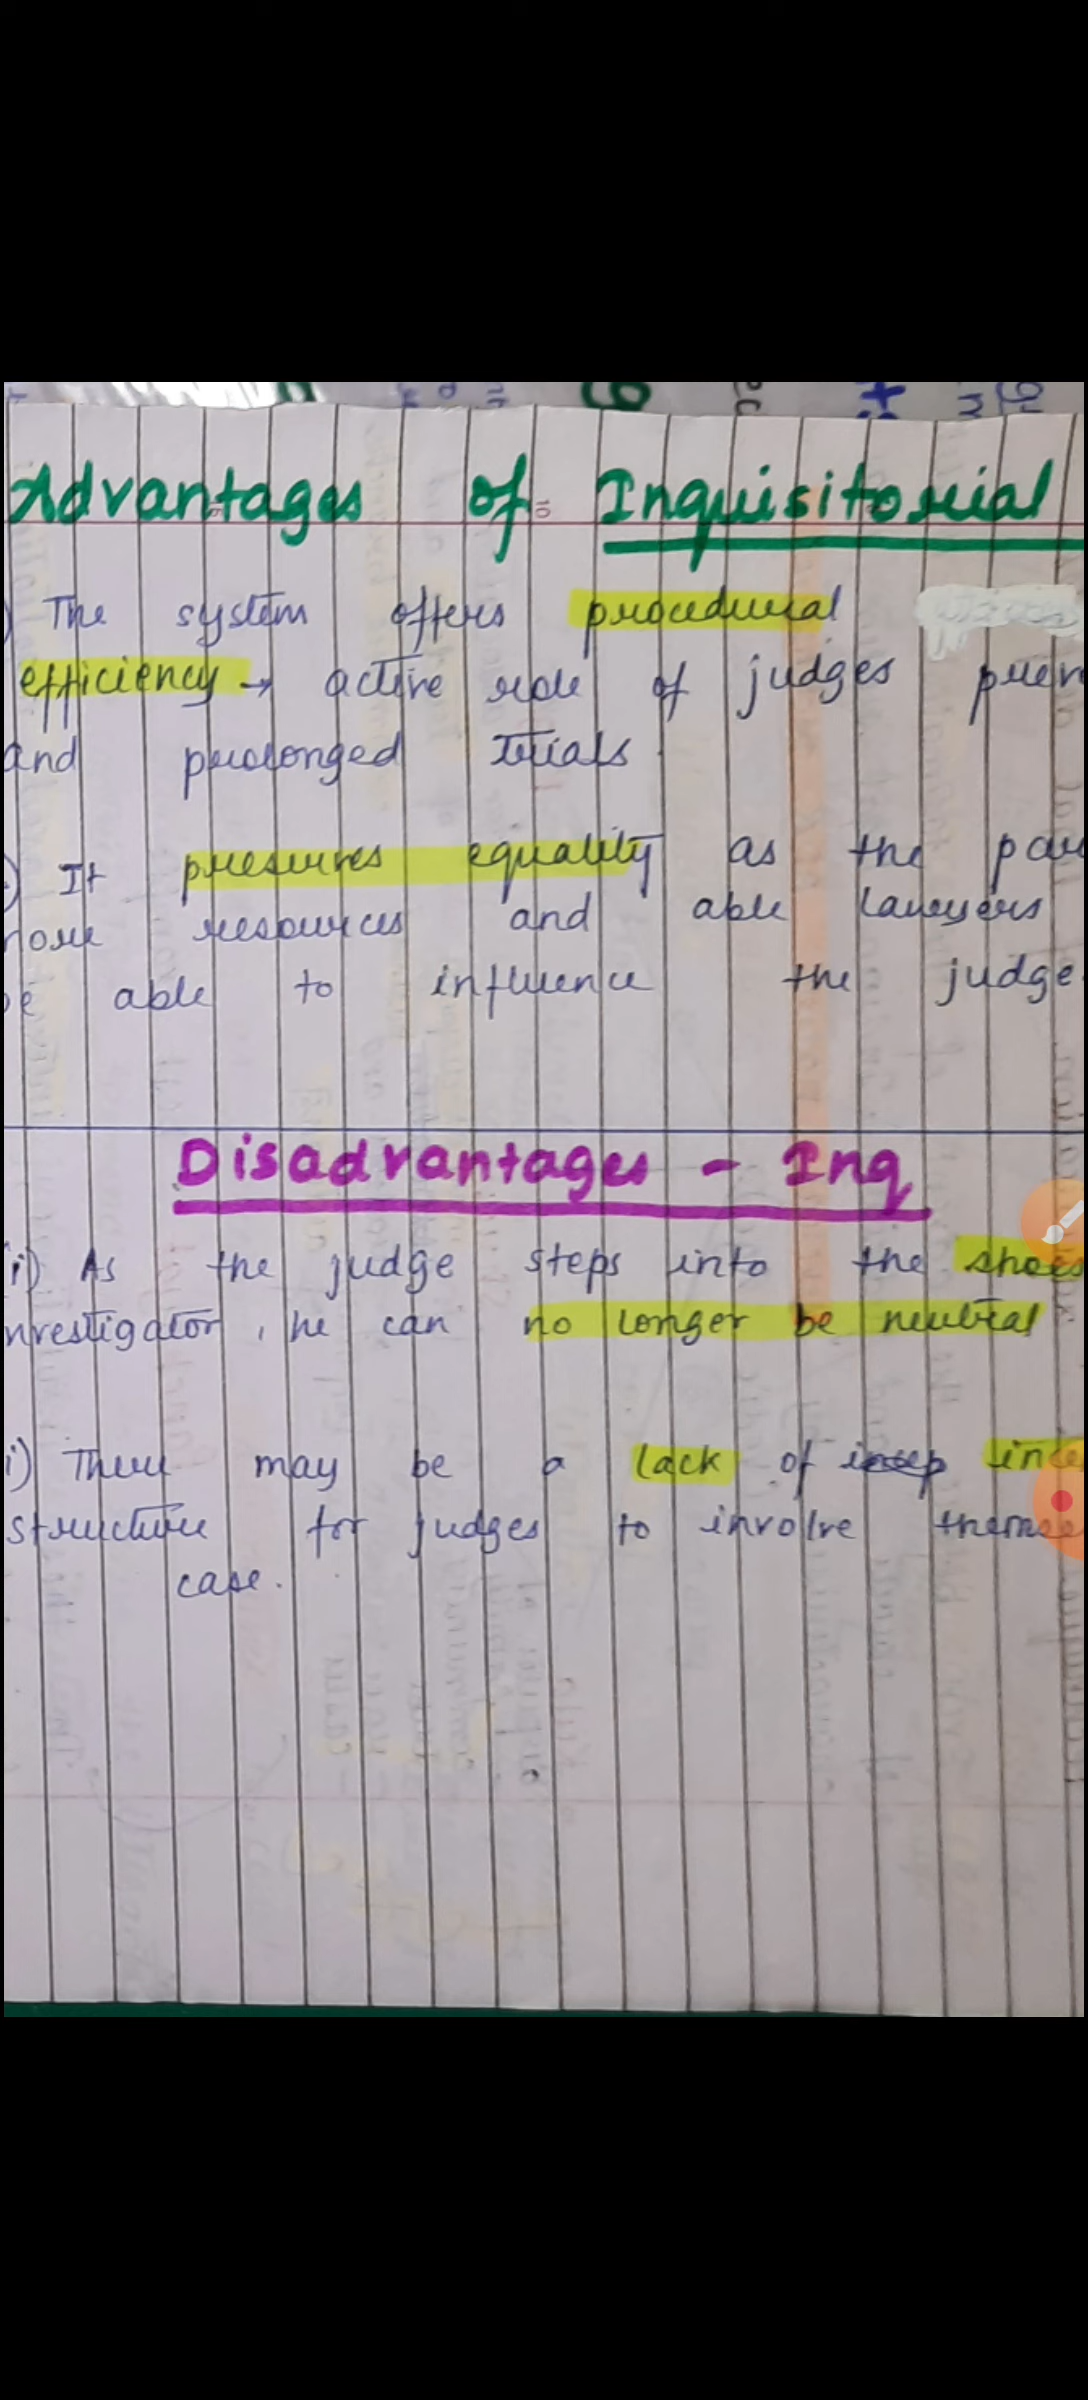 Advantages of Inquisitorial
The system offers procedural
efficiency → active role of judges
and prolonged trials
It preserves equality as the
resources and able lawyers
able to influence the judge
Disadvantages - Inq
i) As the judge steps into the shoes
nvestigator, he can no longer be neutral
i) There may be a lack of
structure for judges to involve
case.